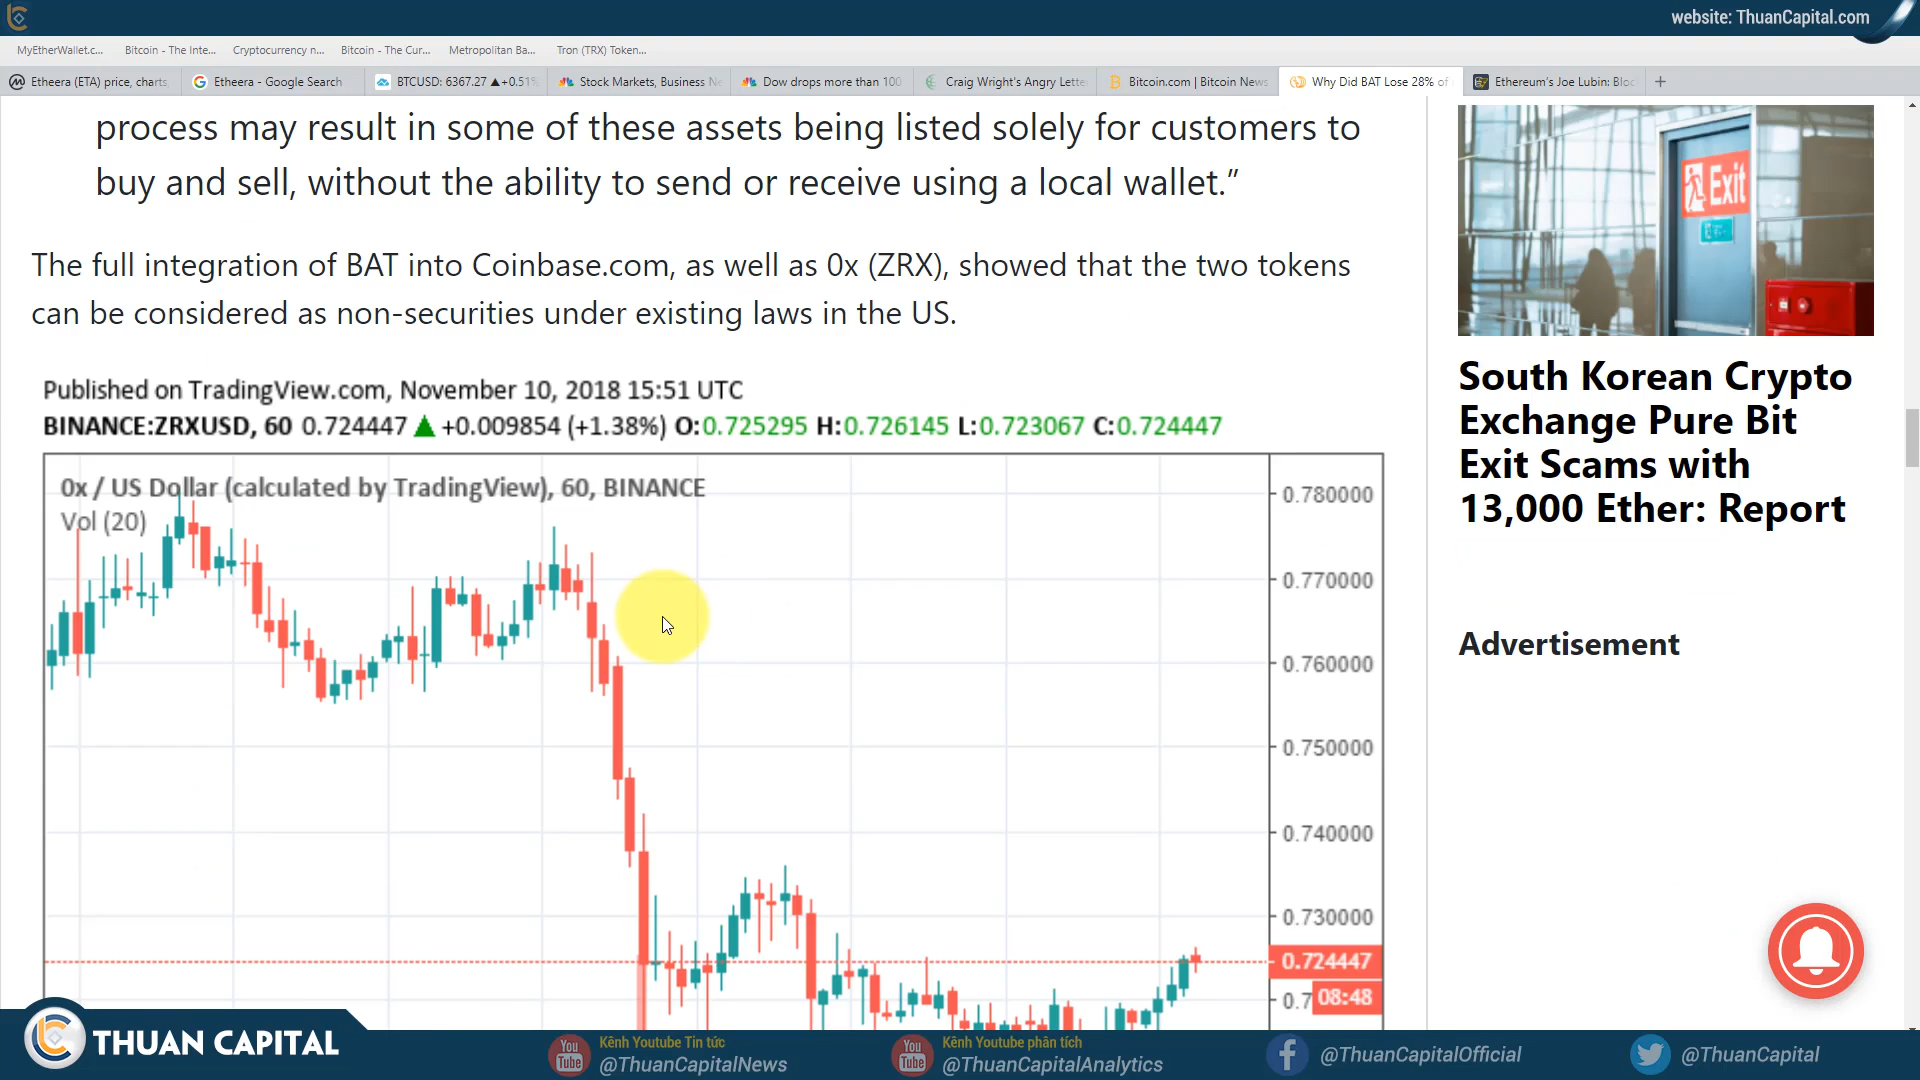 website: ThuanCapital.com
MyEtherWallet.c...
Bitcoin - The Inte...
Cryptocurrency n...
Bitcoin - The Cur...
Metropolitan Ba...
Tron (TRX) Token...
Etheera (ETA) price, charts,
Etheera - Google Search
BTCUSD: 6367.27 ▲+0.51%
Stock Markets, Business Ne
Dow drops more than 100
Craig Wright's Angry Lette
Bitcoin.com | Bitcoin News
Why Did BAT Lose 28% of
Ethereum's Joe Lubin: Bloc
process may result in some of these assets being listed solely for customers to
buy and sell, without the ability to send or receive using a local wallet.”
The full integration of BAT into Coinbase.com, as well as 0x (ZRX), showed that the two tokens
can be considered as non-securities under existing laws in the US.
Published on TradingView.com, November 10, 2018 15:51 UTC
BINANCE:ZRXUSD, 60 0.724447 ▲ +0.009854 (+1.38%) O:0.725295 H:0.726145 L:0.723067 C:0.724447
0x / US Dollar (calculated by TradingView), 60, BINANCE
Vol (20)
0.780000
0.770000
0.760000
0.750000
0.740000
0.730000
0.724447
0.7
08:48
Exit
South Korean Crypto
Exchange Pure Bit
Exit Scams with
13,000 Ether: Report
Advertisement
THUAN CAPITAL
You Tube
Kênh Youtube Tin tức
@ThuanCapitalNews
You Tube
Kênh Youtube phân tích
@ThuanCapitalAnalytics
@ThuanCapitalOfficial
@ThuanCapital